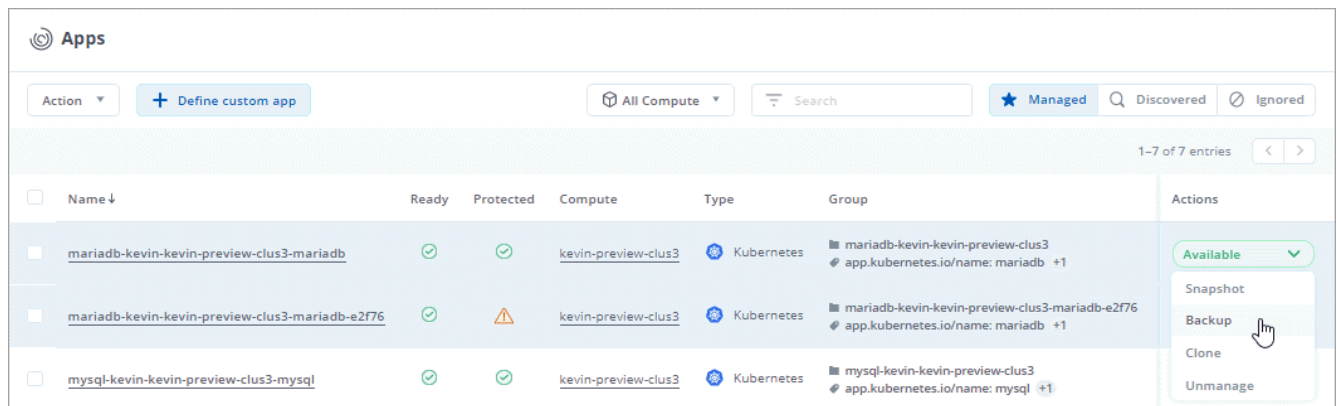 Apps
Action
+ Define custom app
All Compute
Search
Managed
Discovered
Ignored
1–7 of 7 entries
Name↓ Ready Protected Compute Type Group Actions
mariadb-kevin-kevin-preview-clus3-mariadb kevin-preview-clus3 Kubernetes mariadb-kevin-kevin-preview-clus3
app.kubernetes.io/name: mariadb +1
Available
Snapshot
mariadb-kevin-kevin-preview-clus3-mariadb-e2f76 kevin-preview-clus3 Kubernetes mariadb-kevin-kevin-preview-clus3-mariadb-e2f76
app.kubernetes.io/name: mariadb +1
Backup
Clone
mysql-kevin-kevin-preview-clus3-mysql kevin-preview-clus3 Kubernetes mysql-kevin-kevin-preview-clus3
app.kubernetes.io/name: mysql +1
Unmanage